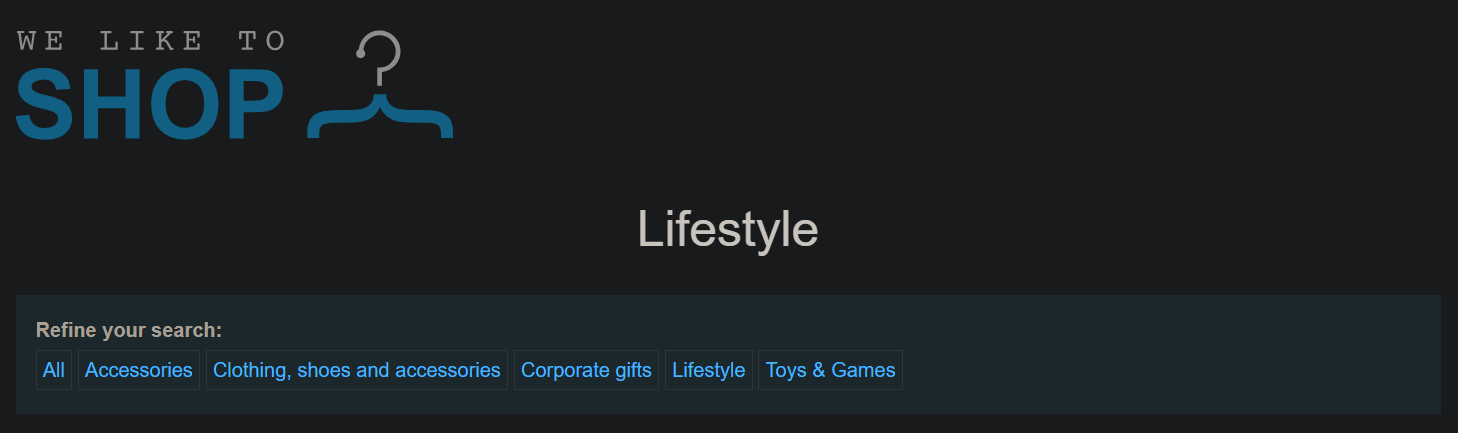 WE LIKE TO
SHOP
Lifestyle
Refine your search:
All Accessories Clothing, shoes and accessories Corporate gifts Lifestyle Toys & Games